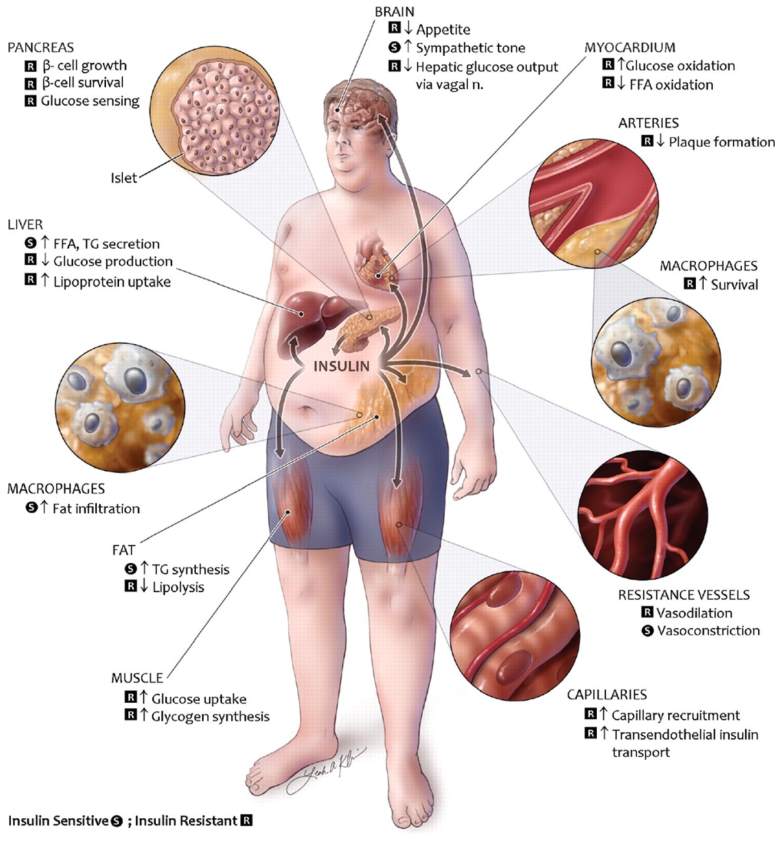 BRAIN
R ↓ Appetite
S ↑ Sympathetic tone
R ↓ Hepatic glucose output
via vagal n.
PANCREAS
R β- cell growth
R β-cell survival
R Glucose sensing
Islet
MYOCARDIUM
R ↑Glucose oxidation
R ↓ FFA oxidation
ARTERIES
R ↓ Plaque formation
LIVER
S ↑ FFA, TG secretion
R ↓ Glucose production
R ↑ Lipoprotein uptake
MACROPHAGES
R ↑ Survival
INSULIN
MACROPHAGES
S ↑ Fat infiltration
FAT
S ↑ TG synthesis
R ↓ Lipolysis
RESISTANCE VESSELS
R Vasodilation
S Vasoconstriction
MUSCLE
R ↑ Glucose uptake
R ↑ Glycogen synthesis
CAPILLARIES
R ↑ Capillary recruitment
R ↑ Transendothelial insulin
transport
Insulin Sensitive S ; Insulin Resistant R